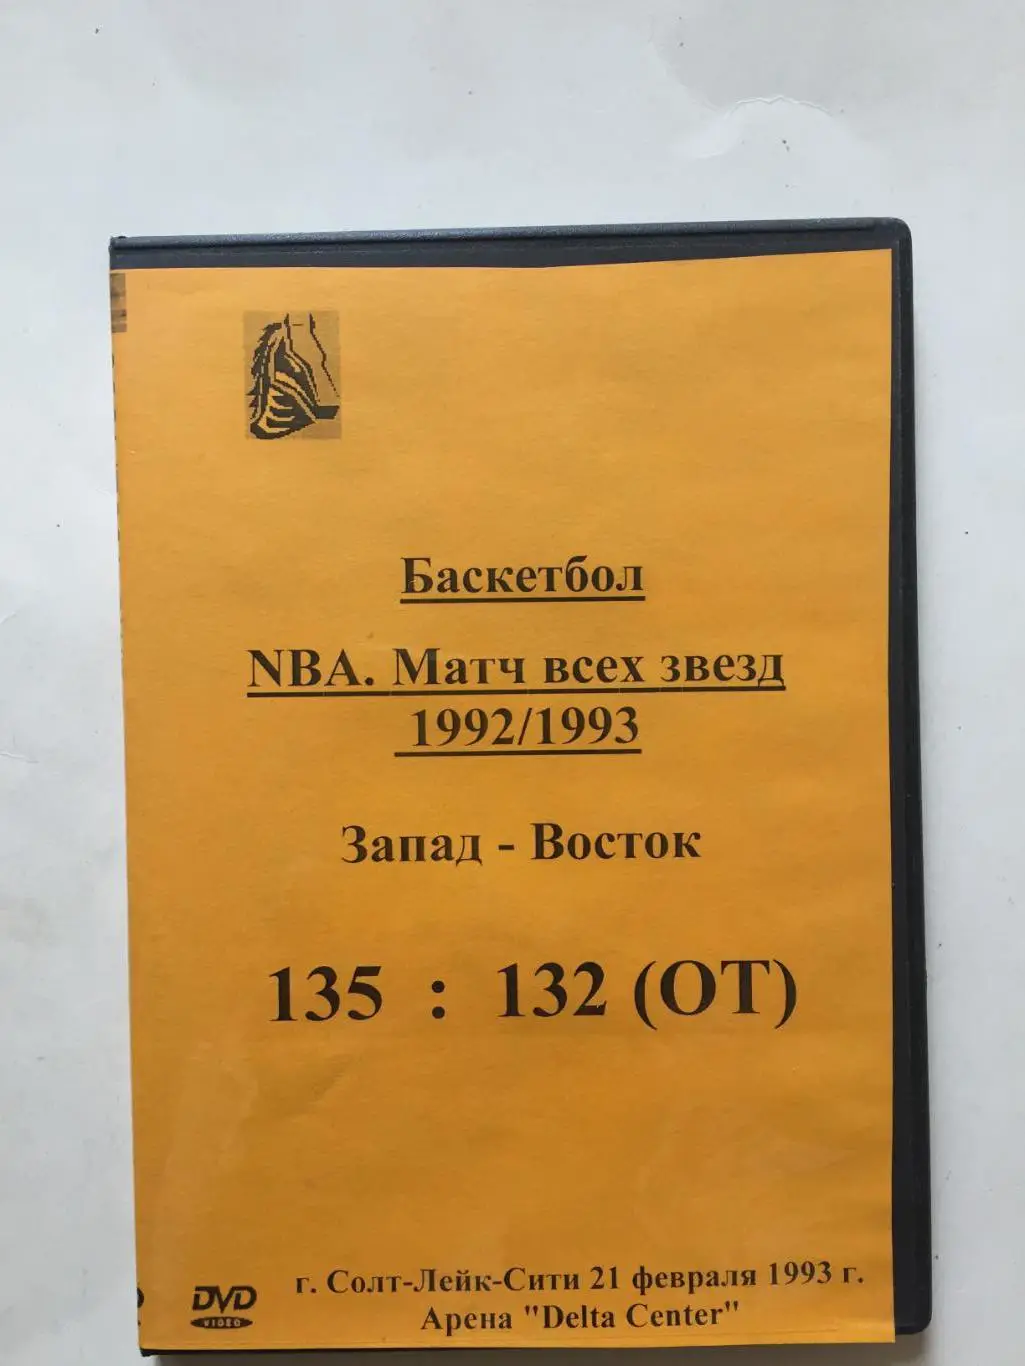 Баскетбол
NBA. Матч всех звезд
1992/1993
Запад - Восток
135 : 132 (ОТ)
г. Солт-Лейк-Сити 21 февраля 1993 г.
Арена "Delta Center"
DVD
VIDEO